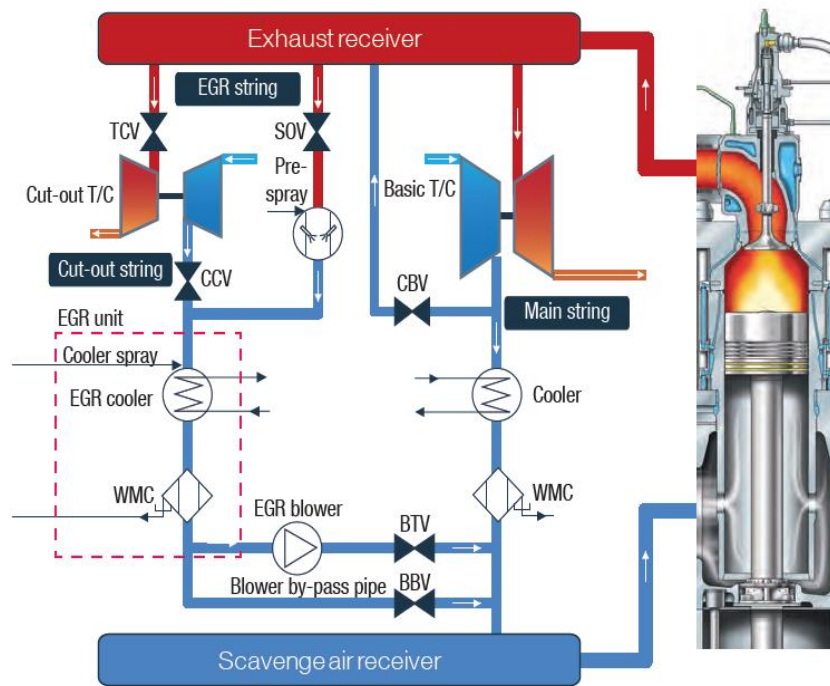 Exhaust receiver
EGR string
TCV
SOV
Pre-
spray
Cut-out T/C
Basic T/C
Cut-out string
CCV
CBV
Main string
EGR unit
Cooler spray
EGR cooler
Cooler
WMC
EGR blower
BTV
WMC
Blower by-pass pipe
BBV
Scavenge air receiver